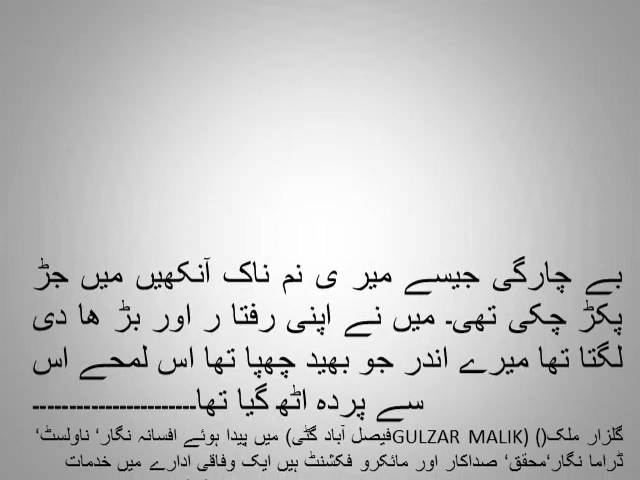 بے چارگی جیسے میر ی نم ناک آنکھیں میں جڑ
پکڑ چکی تھی۔ میں نے اپنی رفتا ر اور بڑ ھا دی
لگتا تھا میرے اندر جو بھید چھپا تھا اس لمحے اس
سے پردہ اٹھ گیا تھا-----------------------
گلزار ملک() (GULZAR MALIKفیصل آباد گٹی) میں پیدا ہوئے افسانہ نگار‘ ناولسٹ‘
ڈراما نگار‘محقق‘ صداکار اور مائکرو فکشنٹ ہیں ایک وفاقی ادارے میں خدمات